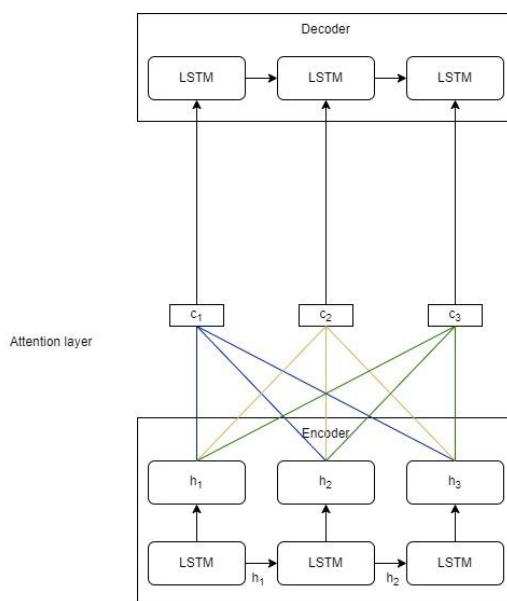 Decoder
LSTM LSTM LSTM
c₁ c₂ c₃
Attention layer
Encoder
h₁ h₂ h₃
LSTM LSTM LSTM
h₁ h₂